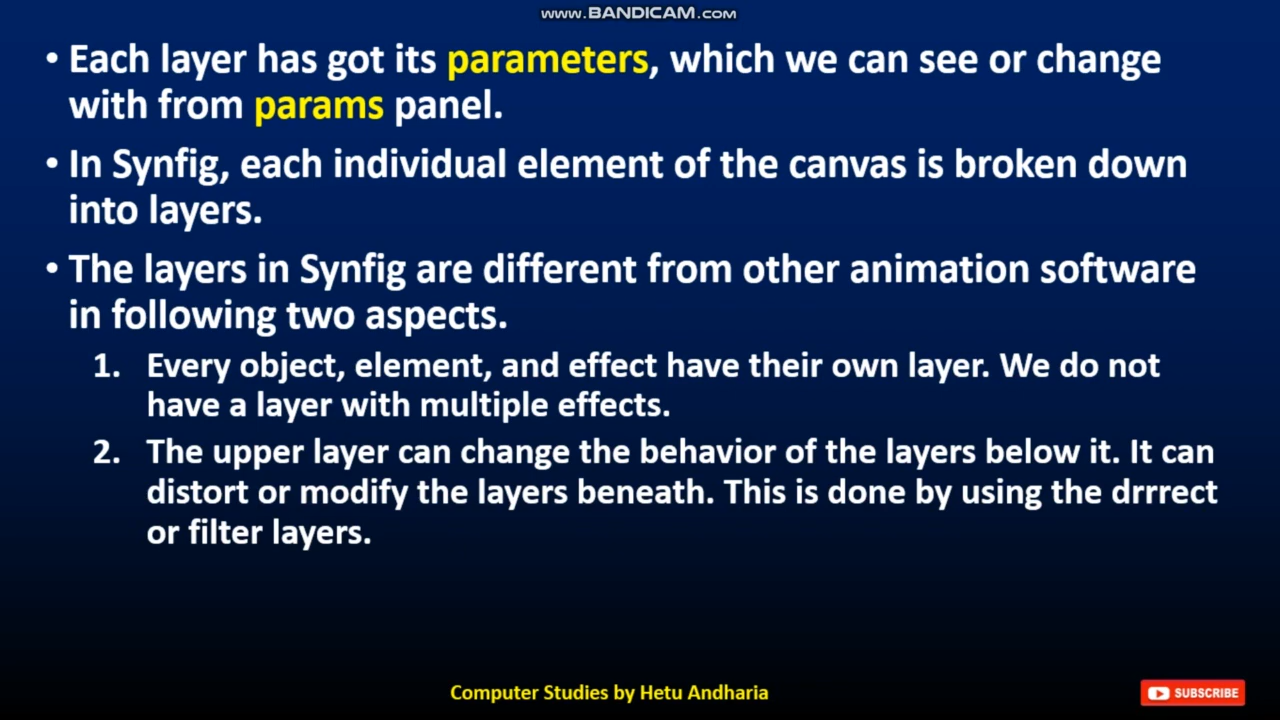 www.BANDICAM.com
• Each layer has got its parameters, which we can see or change
with from params panel.
• In Synfig, each individual element of the canvas is broken down
into layers.
• The layers in Synfig are different from other animation software
in following two aspects.
1. Every object, element, and effect have their own layer. We do not
have a layer with multiple effects.
2. The upper layer can change the behavior of the layers below it. It can
distort or modify the layers beneath. This is done by using the drrrect
or filter layers.
Computer Studies by Hetu Andharia
SUBSCRIBE